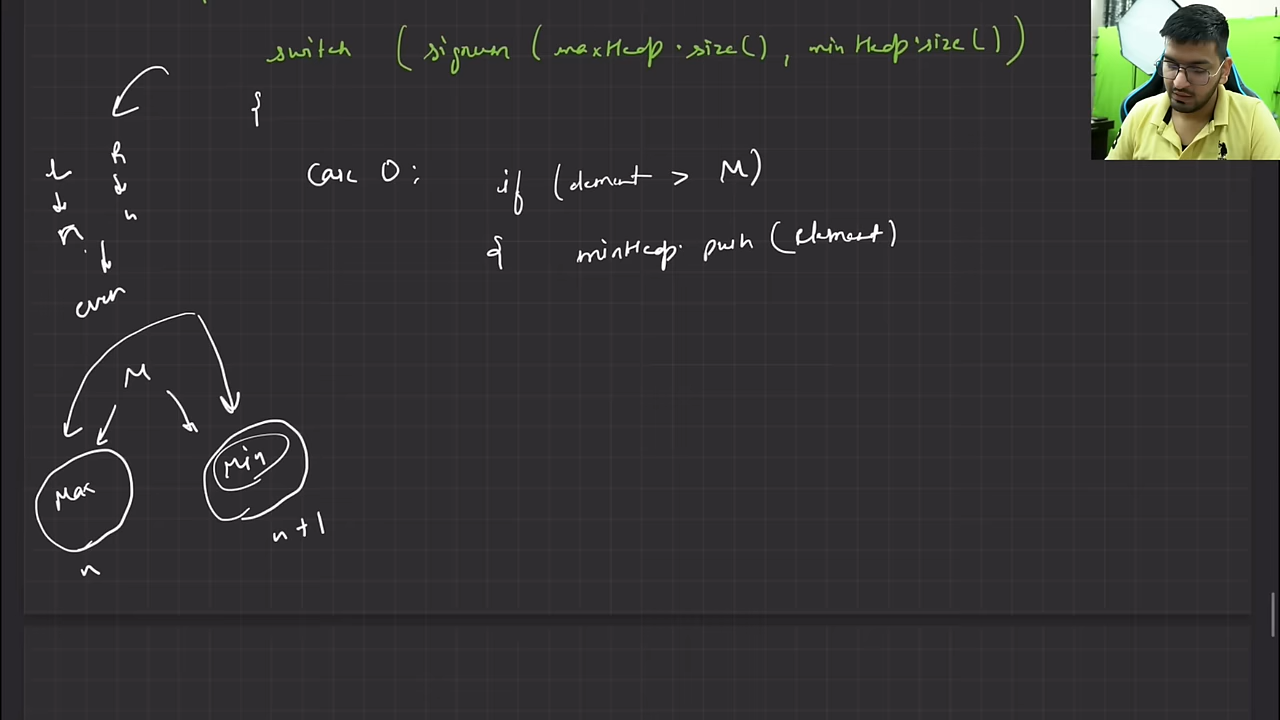 switch ( signum ( maxHeap.size() , minHeap.size() ) )
{
Case 0 : if (element > M)
{ minHeap. push (element)
L R
n n
even
M
Max Min
n n+1